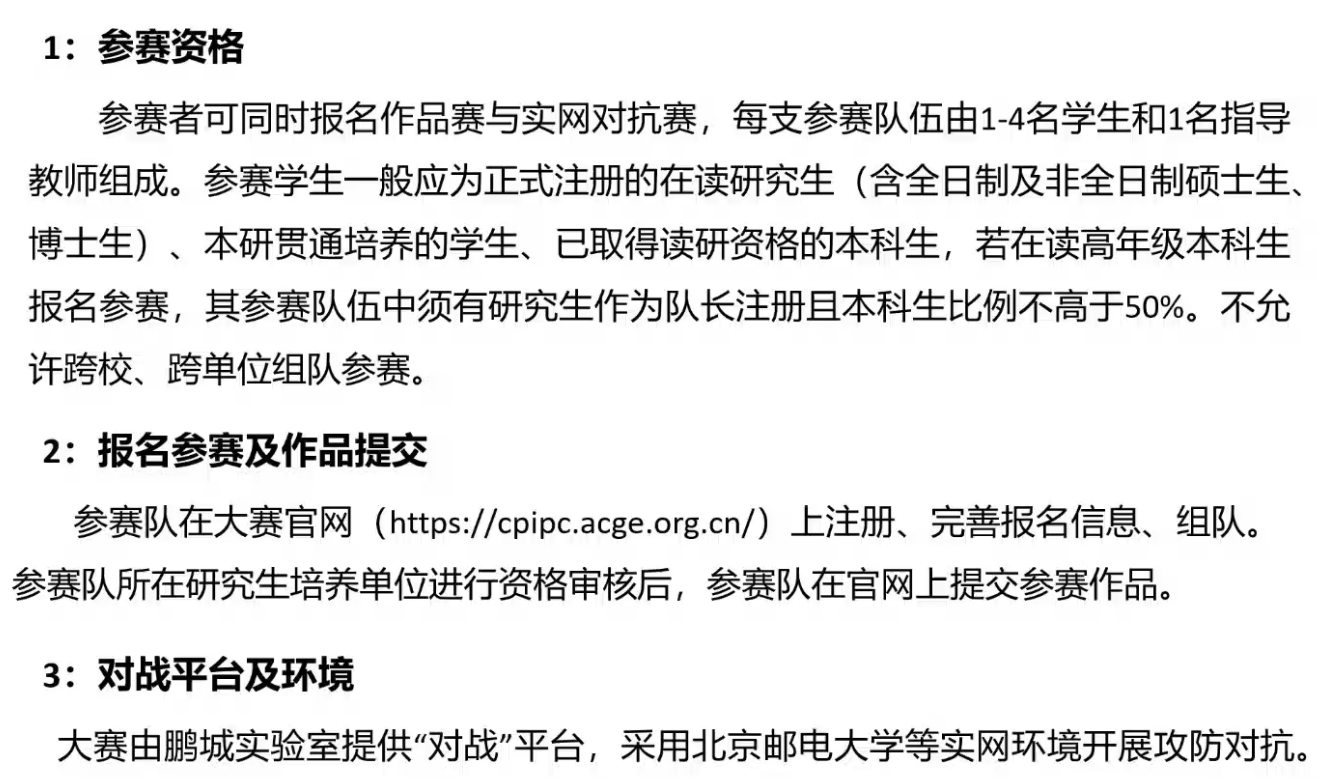 1：参赛资格
参赛者可同时报名作品赛与实网对抗赛，每支参赛队伍由1-4名学生和1名指导
教师组成。参赛学生一般应为正式注册的在读研究生（含全日制及非全日制硕士生、
博士生）、本研贯通培养的学生、已取得读研资格的本科生，若在读高年级本科生
报名参赛，其参赛队伍中须有研究生作为队长注册且本科生比例不高于50%。不允
许跨校、跨单位组队参赛。
2：报名参赛及作品提交
参赛队在大赛官网（https://cpipc.acge.org.cn/）上注册、完善报名信息、组队。
参赛队所在研究生培养单位进行资格审核后，参赛队在官网上提交参赛作品。
3：对战平台及环境
大赛由鹏城实验室提供“对战”平台，采用北京邮电大学等实网环境开展攻防对抗。